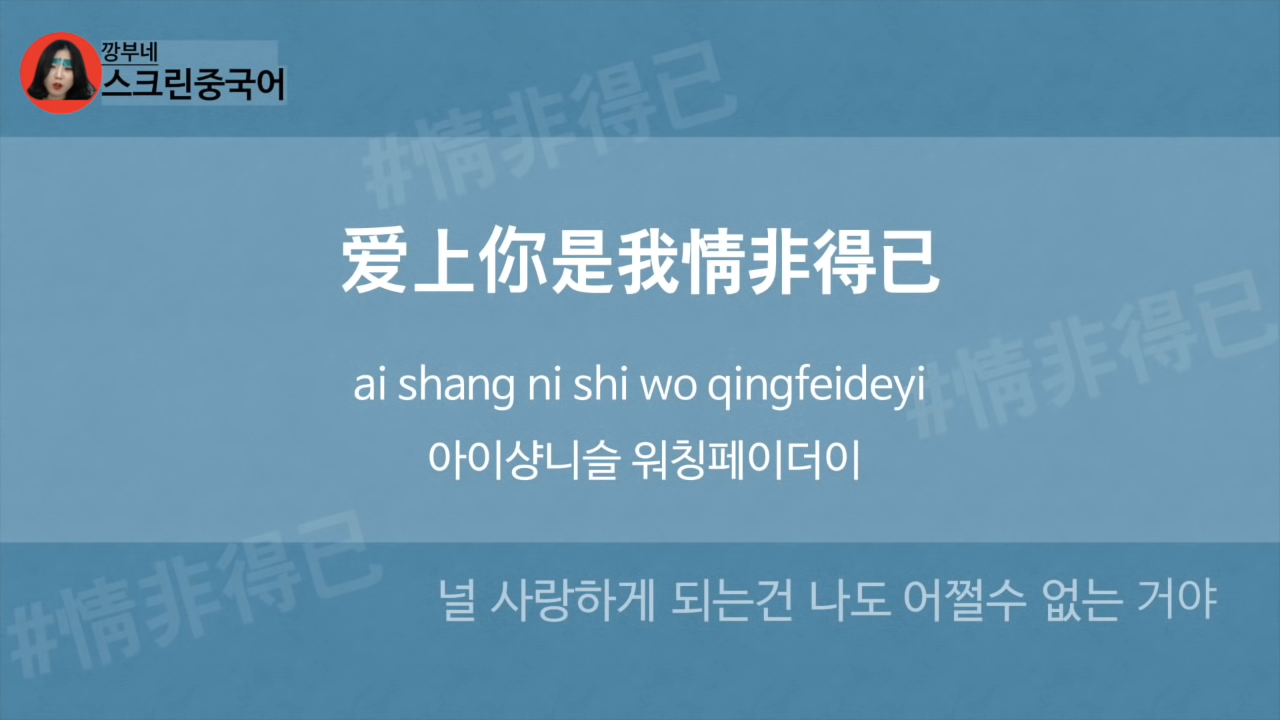 깡부네
스크린중국어
#情非得已
爱上你是我情非得已
#情非得已
ai shang ni shi wo qingfeideyi
아이샹니슬 워칭페이더이
#情非得已
널 사랑하게 되는건 나도 어쩔수 없는 거야